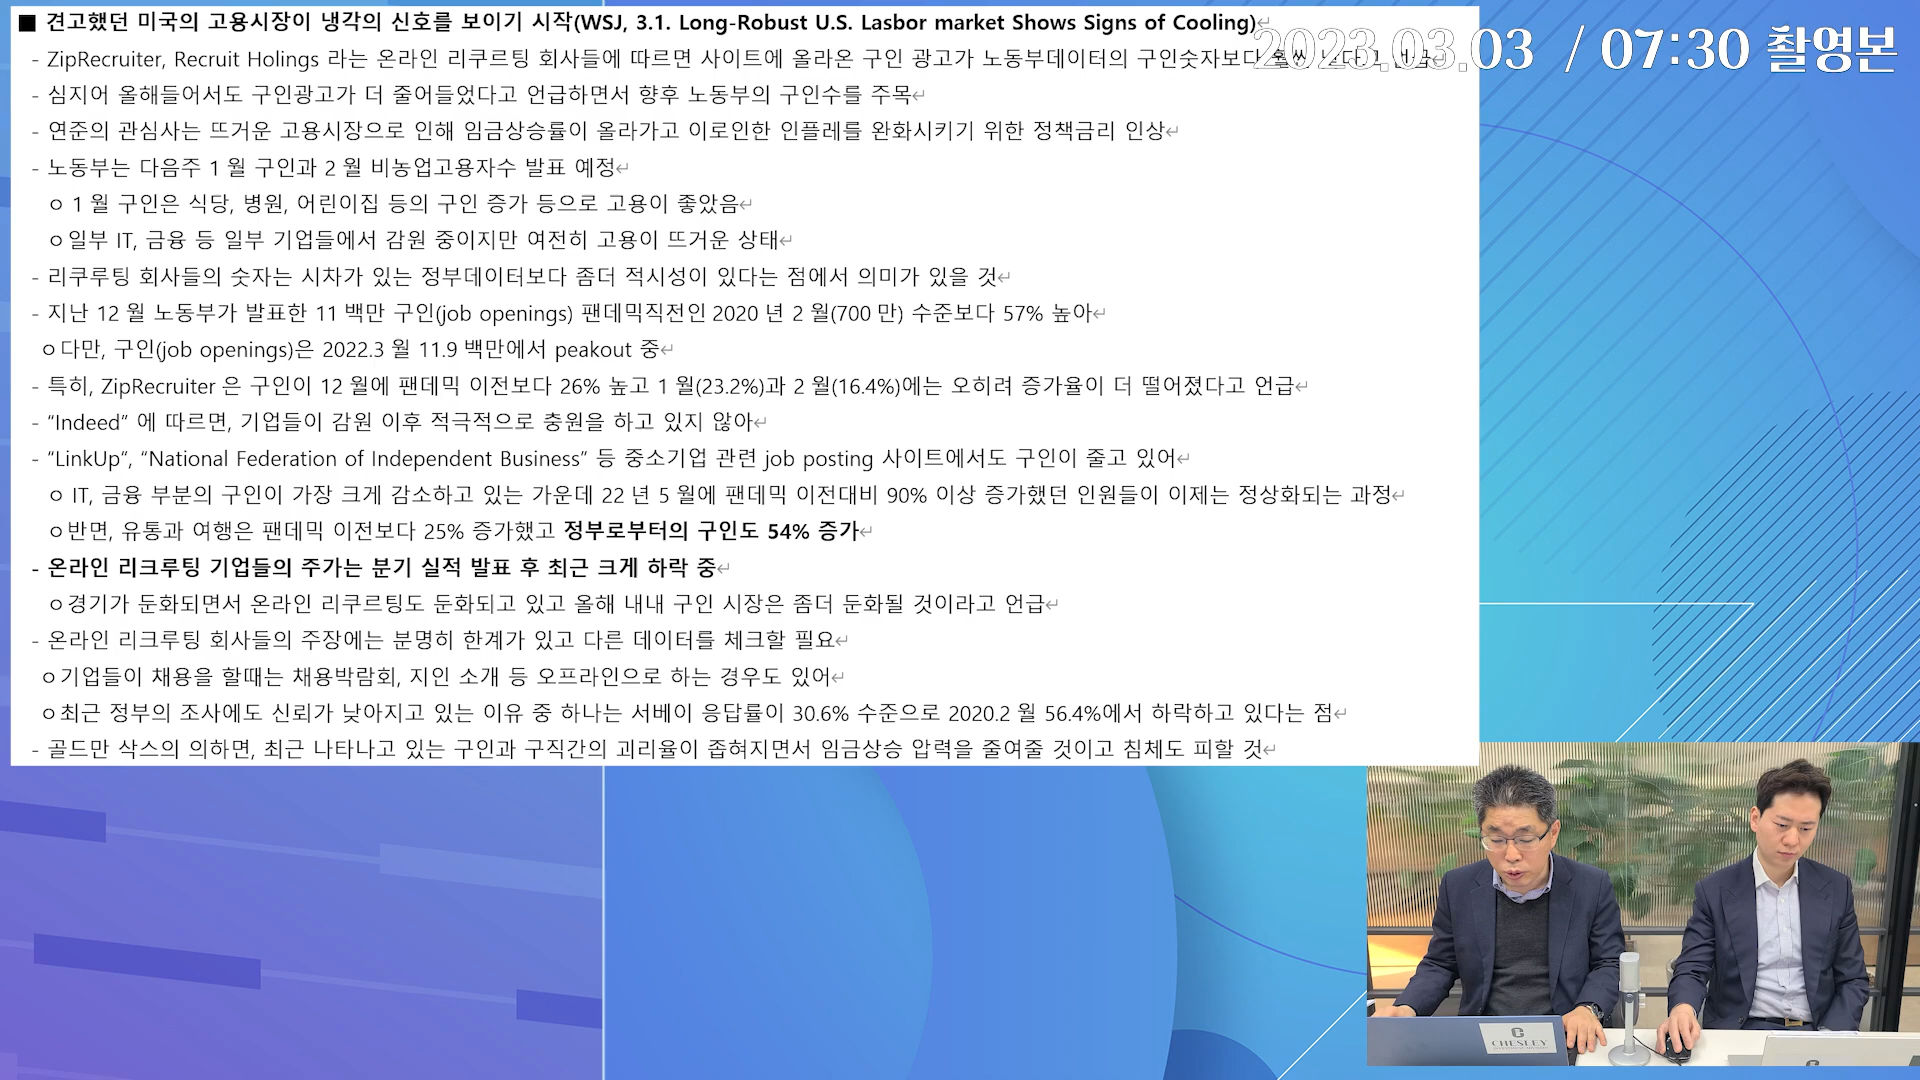 ■ 견고했던 미국의 고용시장이 냉각의 신호를 보이기 시작(WSJ, 3.1. Long-Robust U.S. Lasbor market Shows Signs of Cooling)
2023.03.03 / 07:30 촬영본
- ZipRecruiter, Recruit Holings 라는 온라인 리쿠르팅 회사들에 따르면 사이트에 올라온 구인 광고가 노동부데이터의 구인숫자보다
- 심지어 올해들어서도 구인광고가 더 줄어들었다고 언급하면서 향후 노동부의 구인수를 주목
- 연준의 관심사는 뜨거운 고용시장으로 인해 임금상승률이 올라가고 이로인한 인플레를 완화시키기 위한 정책금리 인상
- 노동부는 다음주 1월 구인과 2월 비농업고용자수 발표 예정
o 1월 구인은 식당, 병원, 어린이집 등의 구인 증가 등으로 고용이 좋았음
o 일부 IT, 금융 등 일부 기업들에서 감원 중이지만 여전히 고용이 뜨거운 상태
- 리쿠루팅 회사들의 숫자는 시차가 있는 정부데이터보다 좀더 적시성이 있다는 점에서 의미가 있을 것
- 지난 12월 노동부가 발표한 11백만 구인(job openings) 팬데믹직전인 2020년 2월(700만) 수준보다 57% 높아
o 다만, 구인(job openings)은 2022.3월 11.9백만에서 peakout 중
- 특히, ZipRecruiter은 구인이 12월에 팬데믹 이전보다 26% 높고 1월(23.2%)과 2월(16.4%)에는 오히려 증가율이 더 떨어졌다고 언급
- “Indeed” 에 따르면, 기업들이 감원 이후 적극적으로 충원을 하고 있지 않아
- “LinkUp”, “National Federation of Independent Business” 등 중소기업 관련 job posting 사이트에서도 구인이 줄고 있어
o IT, 금융 부분의 구인이 가장 크게 감소하고 있는 가운데 22년 5월에 팬데믹 이전대비 90% 이상 증가했던 인원들이 이제는 정상화되는 과정
o 반면, 유통과 여행은 팬데믹 이전보다 25% 증가했고 정부로부터의 구인도 54% 증가
- 온라인 리크루팅 기업들의 주가는 분기 실적 발표 후 최근 크게 하락 중
o 경기가 둔화되면서 온라인 리쿠르팅도 둔화되고 있고 올해 내내 구인 시장은 좀더 둔화될 것이라고 언급
- 온라인 리크루팅 회사들의 주장에는 분명히 한계가 있고 다른 데이터를 체크할 필요
o 기업들이 채용을 할때는 채용박람회, 지인 소개 등 오프라인으로 하는 경우도 있어
o 최근 정부의 조사에도 신뢰가 낮아지고 있는 이유 중 하나는 서베이 응답률이 30.6% 수준으로 2020.2월 56.4%에서 하락하고 있다는 점
- 골드만 삭스의 의하면, 최근 나타나고 있는 구인과 구직간의 괴리율이 좁혀지면서 임금상승 압력을 줄여줄 것이고 침체도 피할 것
CHESLEY